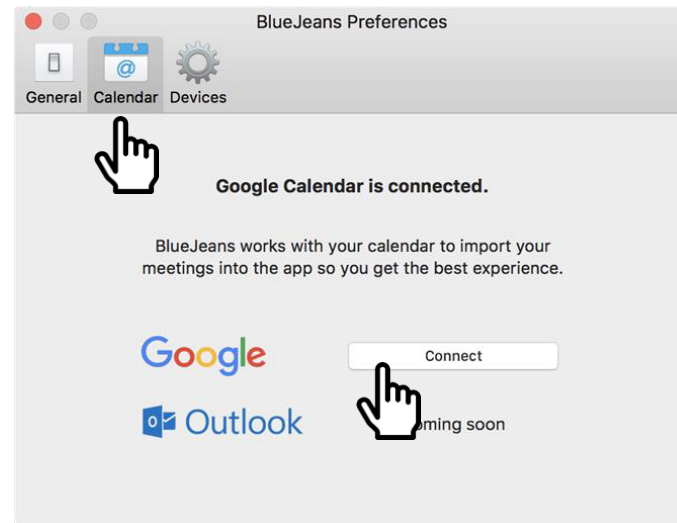 BlueJeans Preferences
General Calendar Devices
Google Calendar is connected.
BlueJeans works with your calendar to import your
meetings into the app so you get the best experience.
Google Connect
Outlook oming soon